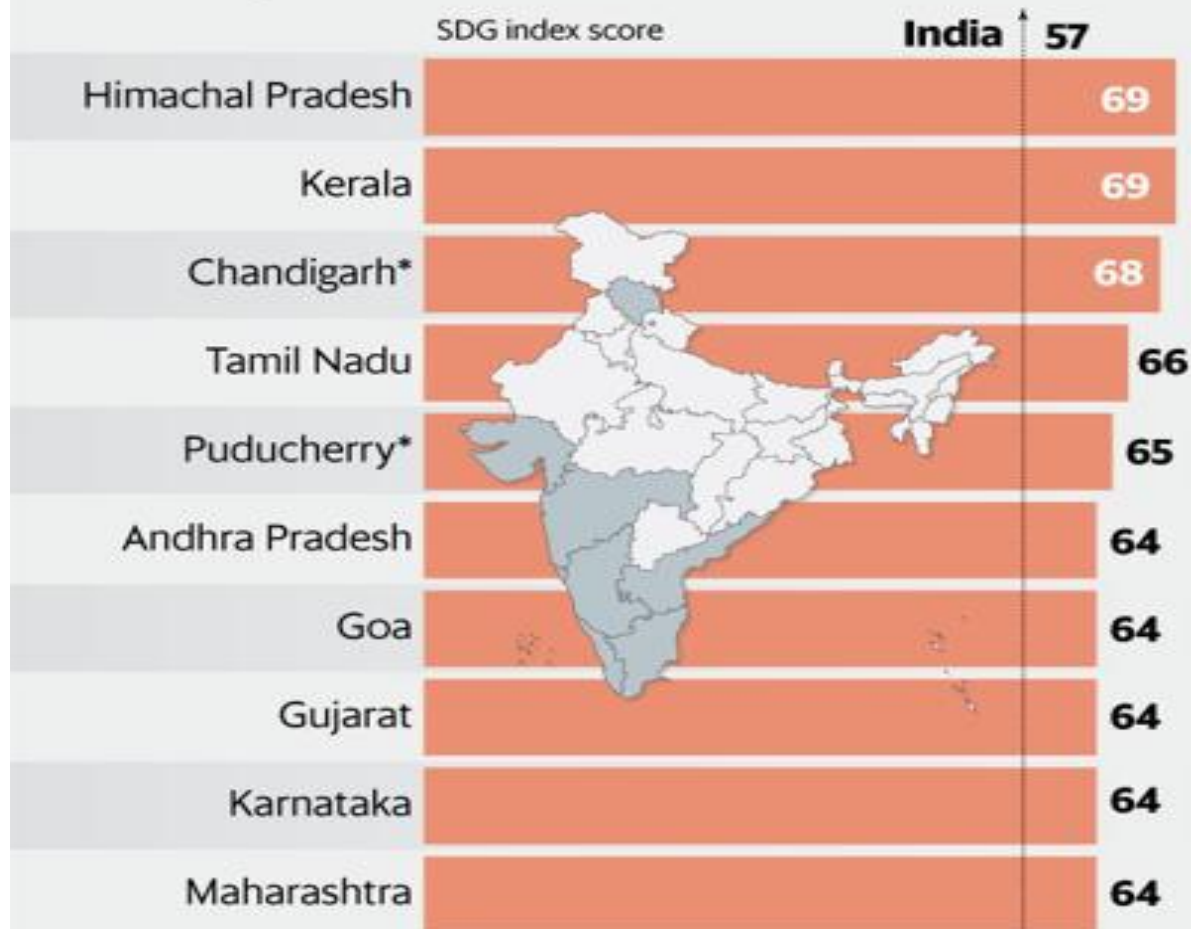 SDG index score India 57
Himachal Pradesh 69
Kerala 69
Chandigarh* 68
Tamil Nadu 66
Puducherry* 65
Andhra Pradesh 64
Goa 64
Gujarat 64
Karnataka 64
Maharashtra 64